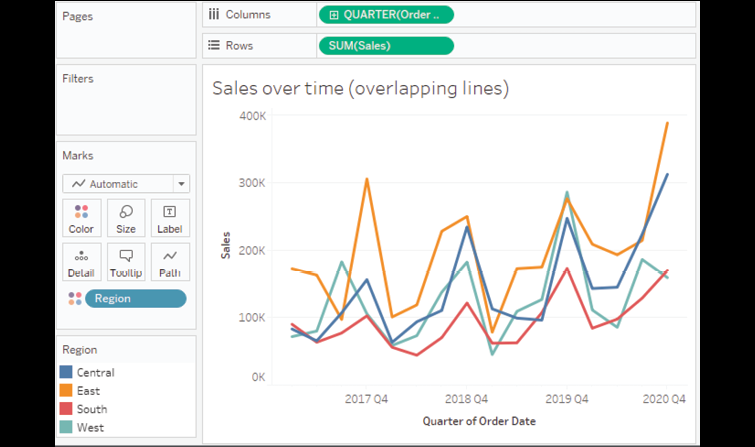 Pages
Columns
QUARTER(Order ..
Rows
SUM(Sales)
Filters
Marks
Automatic
Color
Size
Label
Detail
Tooltip
Path
Region
Region
Central
East
South
West
Sales over time (overlapping lines)
400K
300K
200K
100K
0K
Sales
2017 Q4
2018 Q4
2019 Q4
2020 Q4
Quarter of Order Date